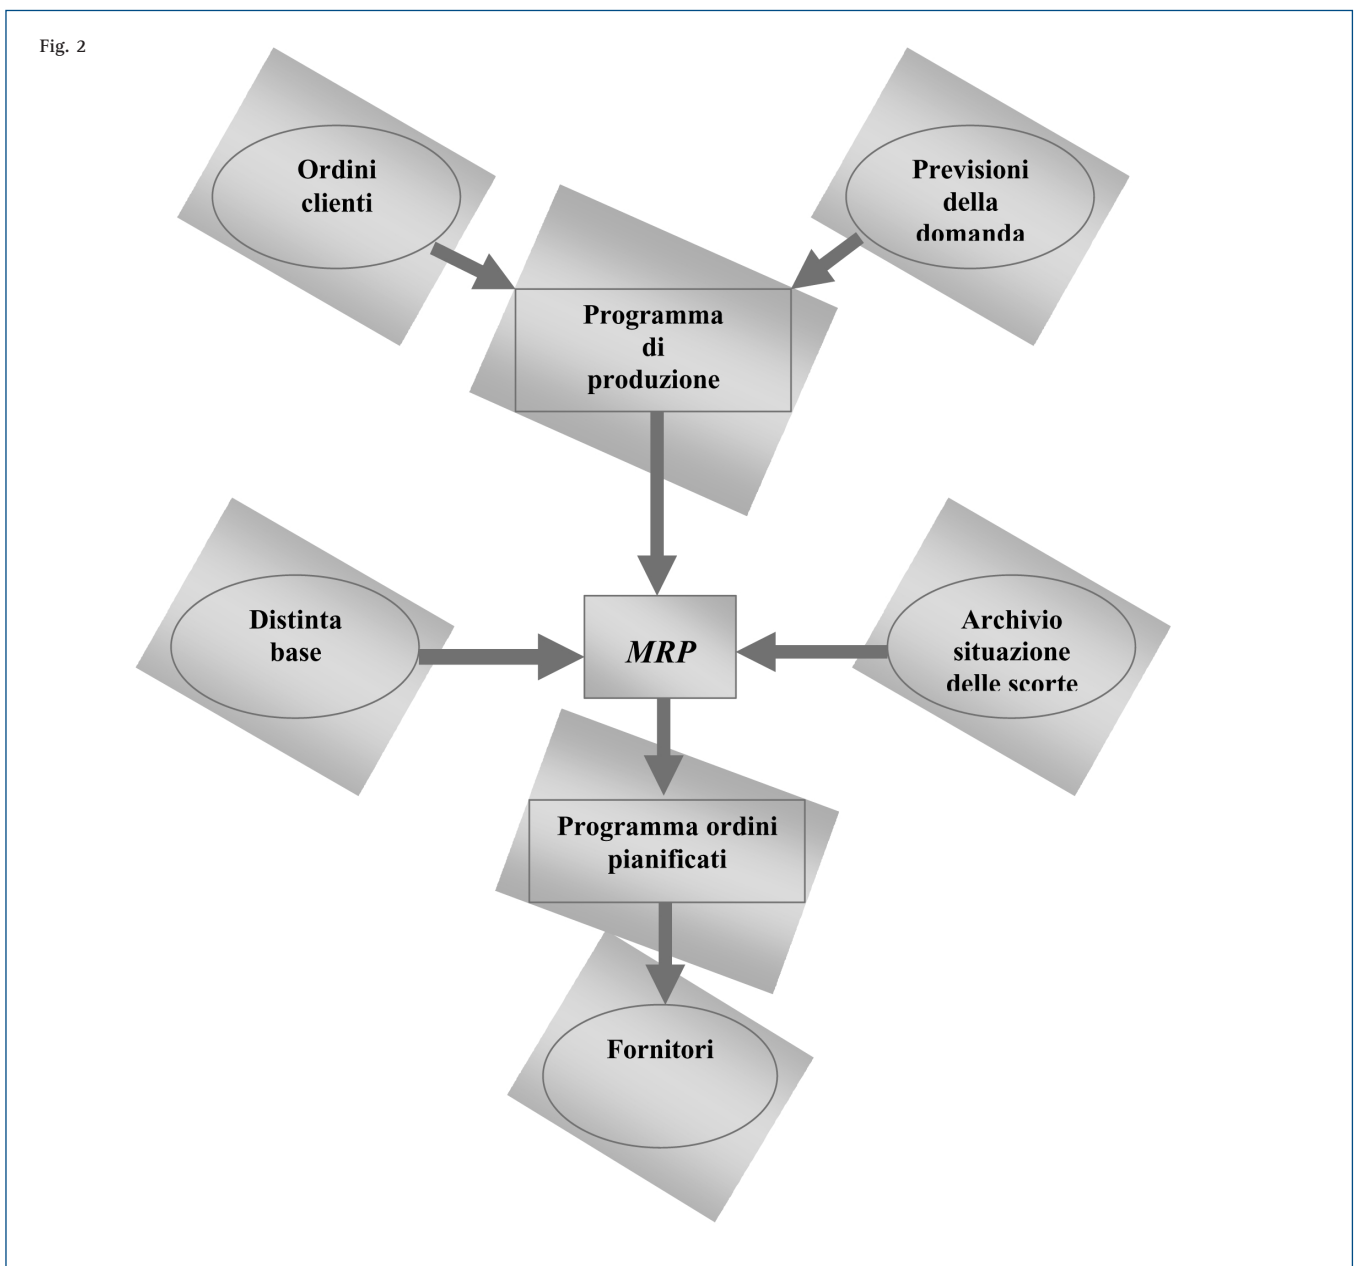 Fig. 2
Ordini
clienti
Previsioni
della
domanda
Programma
di
produzione
Distinta
base
MRP
Archivio
situazione
delle scorte
Programma ordini
pianificati
Fornitori